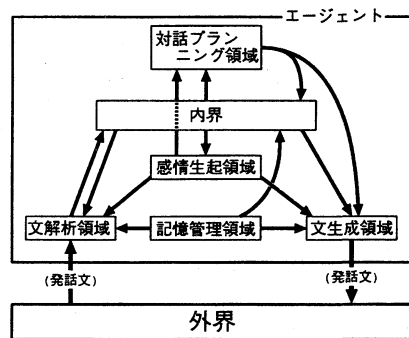 エージェント
対話プラン
ニング領域
内界
感情生起領域
文解析領域
記憶管理領域
文生成領域
(発話文)
(発話文)
外界